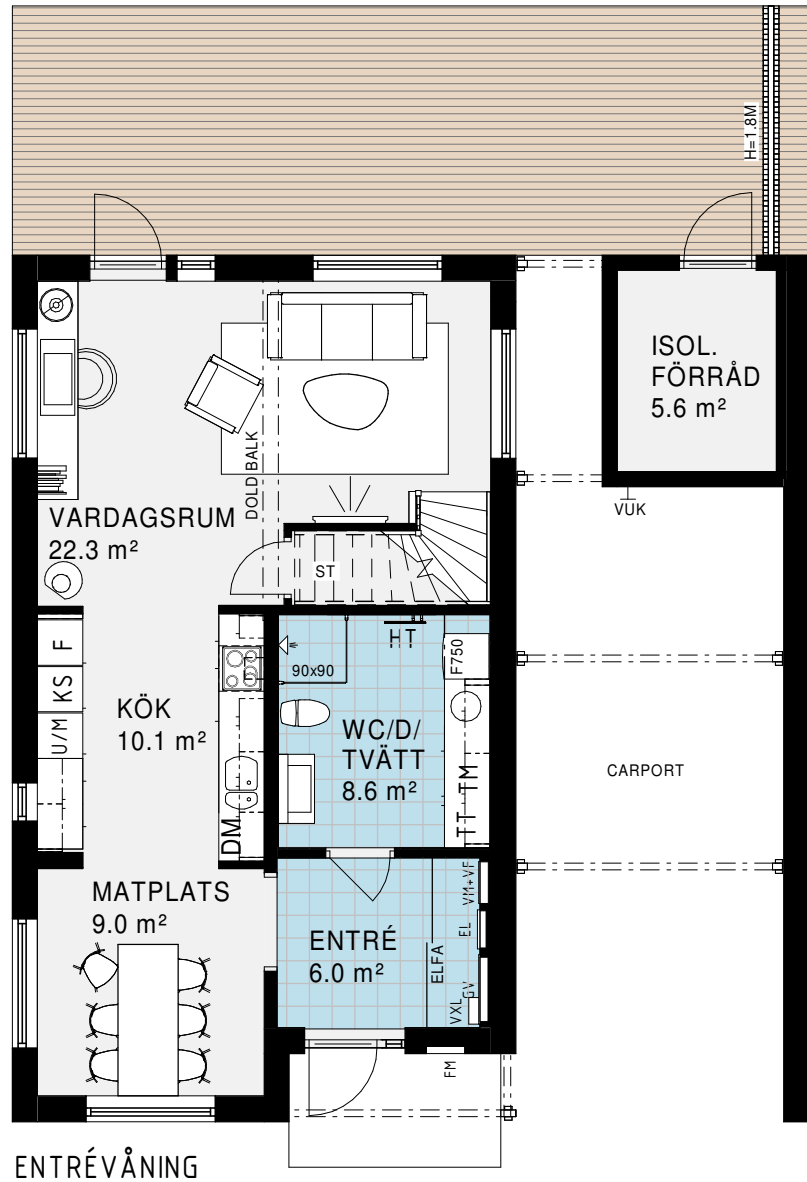 H=1.8M
ISOL.
FÖRRÅD
5.6 m²
DOLD BALK
VARDAGSRUM
22.3 m²
VUK
ST
F
KS
U/M
KÖK
10.1 m²
DM
HT
F750
90x90
WC/D/
TVÄTT
8.6 m²
TT TM
CARPORT
MATPLATS
9.0 m²
ENTRÉ
6.0 m²
ELFA
VM+VF
EL
GV
VXL
FM
ENTRÉVÅNING